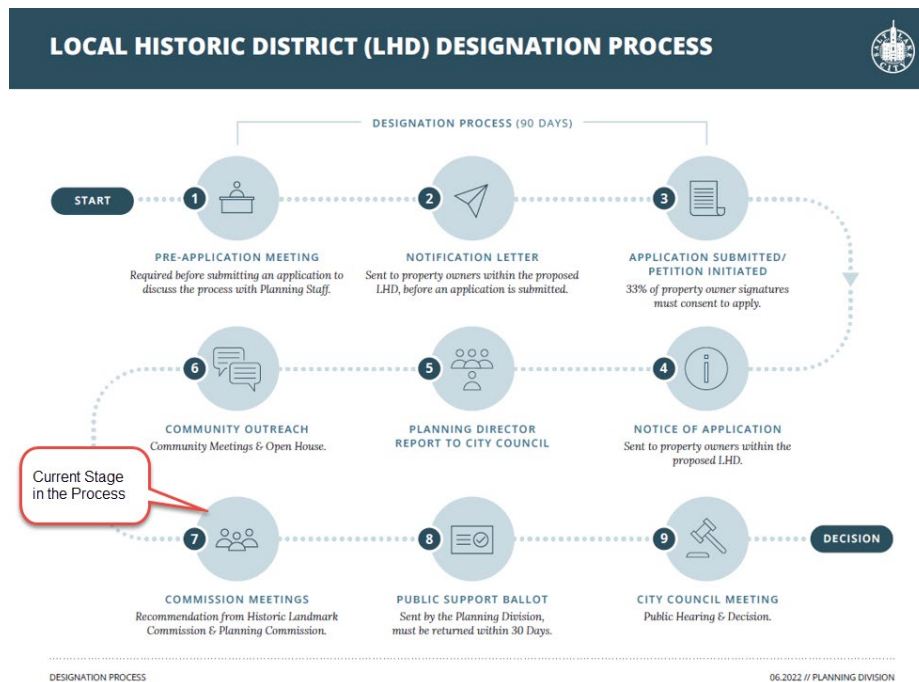 LOCAL HISTORIC DISTRICT (LHD) DESIGNATION PROCESS
SALT LAKE
CITY
DESIGNATION PROCESS (90 DAYS)
START
1
2
3
PRE-APPLICATION MEETING
Required before submitting an application to
discuss the process with Planning Staff.
NOTIFICATION LETTER
Sent to property owners within the proposed
LHD, before an application is submitted.
APPLICATION SUBMITTED/
PETITION INITIATED
33% of property owner signatures
must consent to apply.
6
5
4
COMMUNITY OUTREACH
Community Meetings & Open House.
PLANNING DIRECTOR
REPORT TO CITY COUNCIL
NOTICE OF APPLICATION
Sent to property owners within the
proposed LHD.
Current Stage
in the Process
7
8
9
DECISION
COMMISSION MEETINGS
Recommendation from Historic Landmark
Commission & Planning Commission.
PUBLIC SUPPORT BALLOT
Sent by the Planning Division,
must be returned within 30 Days.
CITY COUNCIL MEETING
Public Hearing & Decision.
DESIGNATION PROCESS
06.2022 // PLANNING DIVISION